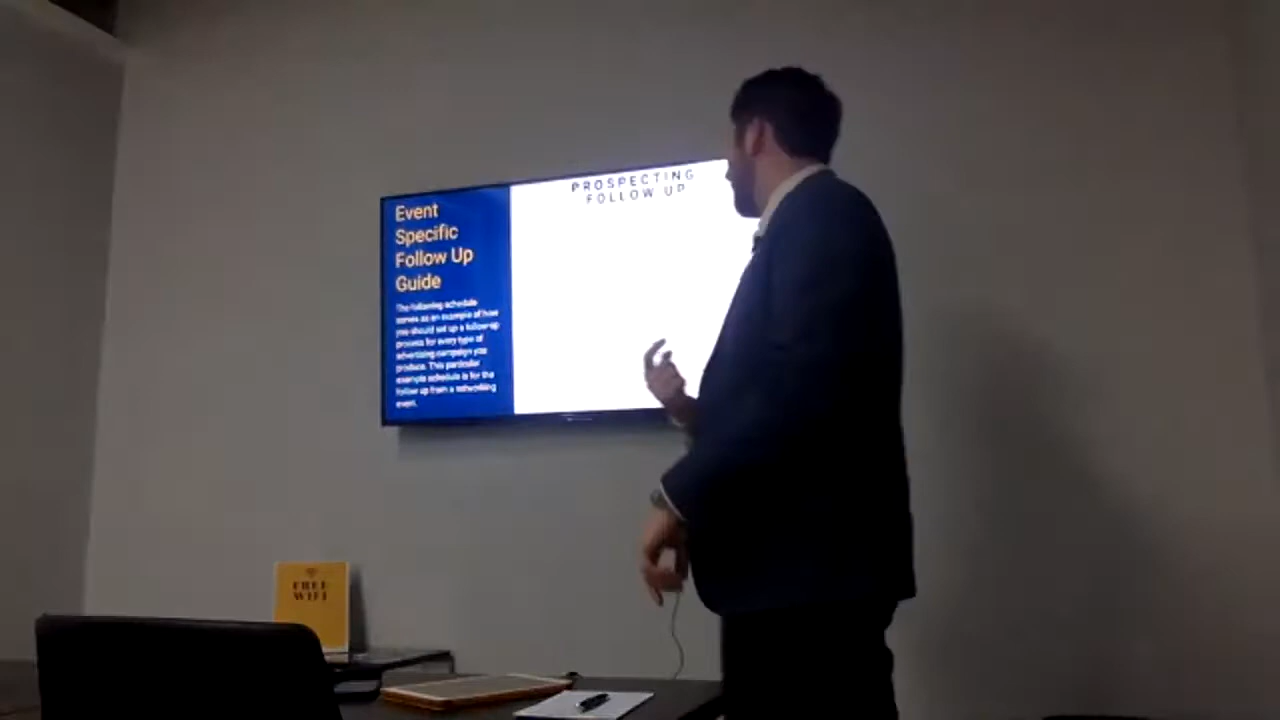 Event
Specific
Follow Up
Guide
The following schedule
serves as an example of how
you should set up a follow-up
process for every type of
advertising campaign you
produce. This particular
example schedule is for the
follow up from a networking
event.
PROSPECTING
FOLLOW UP
FREE
WIFI